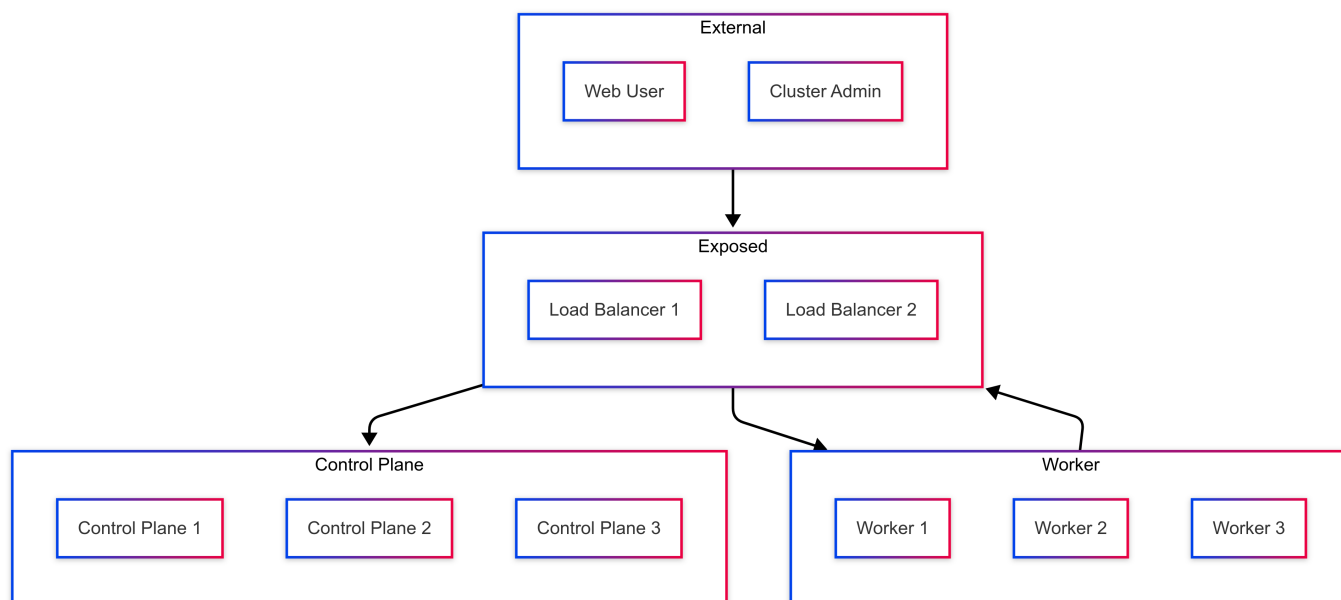 External
Web User
Cluster Admin
Exposed
Load Balancer 1
Load Balancer 2
Control Plane
Control Plane 1
Control Plane 2
Control Plane 3
Worker
Worker 1
Worker 2
Worker 3